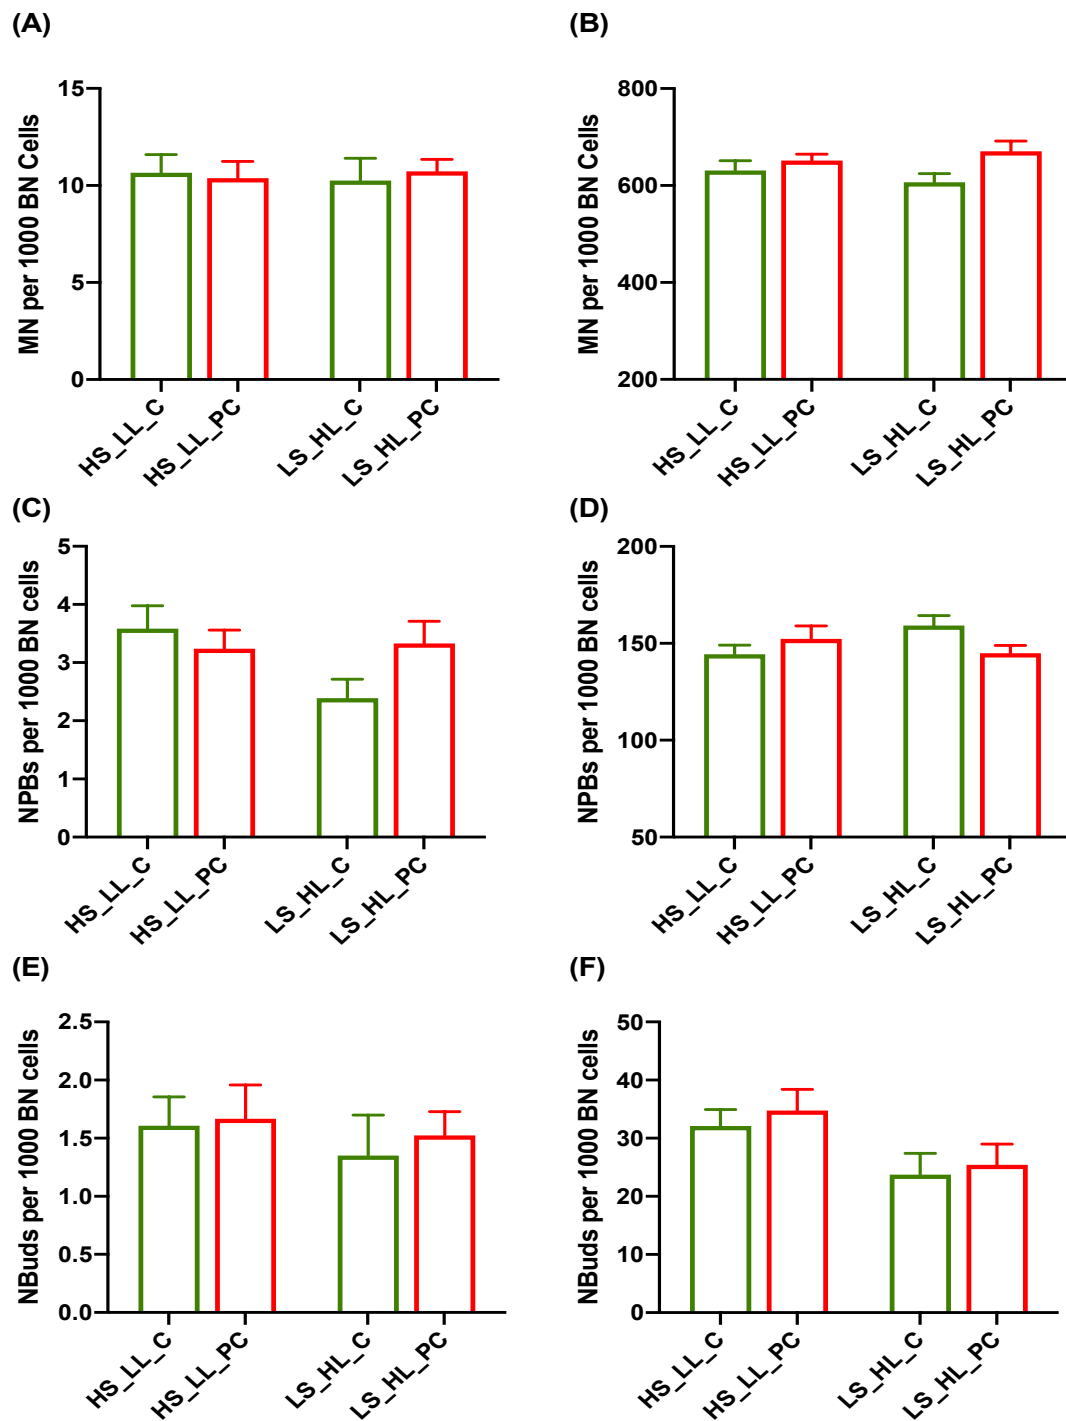 (A)
MN per 1000 BN Cells
15
10
5
0
HS_LL_C
HS_LL_PC
LS_HL_C
LS_HL_PC
(B)
MN per 1000 BN Cells
800
600
400
200
HS_LL_C
HS_LL_PC
LS_HL_C
LS_HL_PC
(C)
NPBs per 1000 BN cells
5
4
3
2
1
0
HS_LL_C
HS_LL_PC
LS_HL_C
LS_HL_PC
(D)
NPBs per 1000 BN cells
200
150
100
50
HS_LL_C
HS_LL_PC
LS_HL_C
LS_HL_PC
(E)
NBuds per 1000 BN cells
2.5
2.0
1.5
1.0
0.5
0.0
HS_LL_C
HS_LL_PC
LS_HL_C
LS_HL_PC
(F)
NBuds per 1000 BN cells
50
40
30
20
10
0
HS_LL_C
HS_LL_PC
LS_HL_C
LS_HL_PC